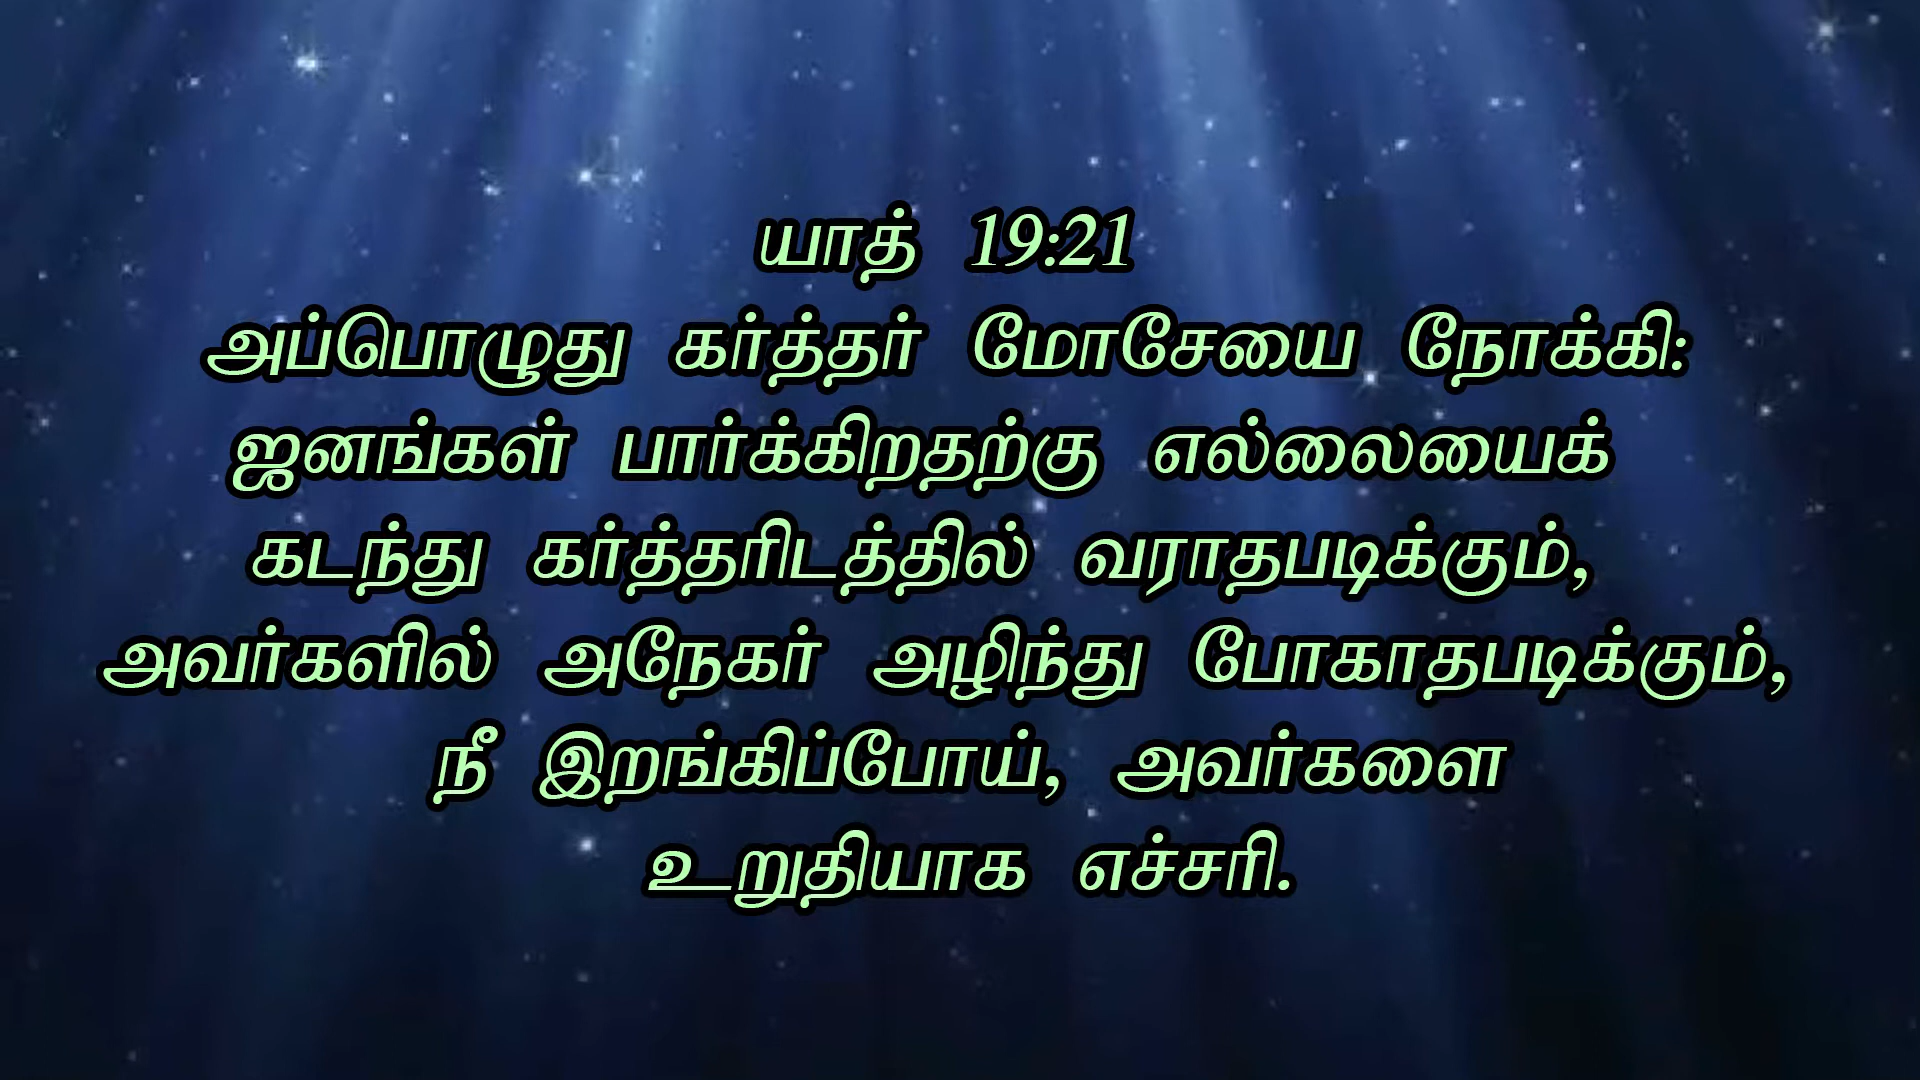 யாத் 19:21
அப்பொழுது கர்த்தர் மோசேயை நோக்கி:
ஜனங்கள் பார்க்கிறதற்கு எல்லையைக்
கடந்து கர்த்தரிடத்தில் வராதபடிக்கும்,
அவர்களில் அநேகர் அழிந்து போகாதபடிக்கும்,
நீ இறங்கிப்போய், அவர்களை
உறுதியாக எச்சரி.